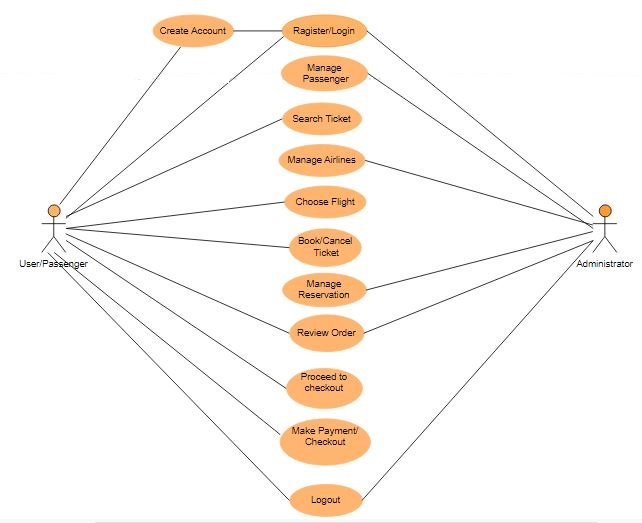 Create Account
Ragister/Login
Manage
Passenger
Search Ticket
Manage Airlines
Choose Flight
Book/Cancel
Ticket
User/Passenger
Administrator
Manage
Reservation
Review Order
Proceed to
checkout
Make Payment/
Checkout
Logout